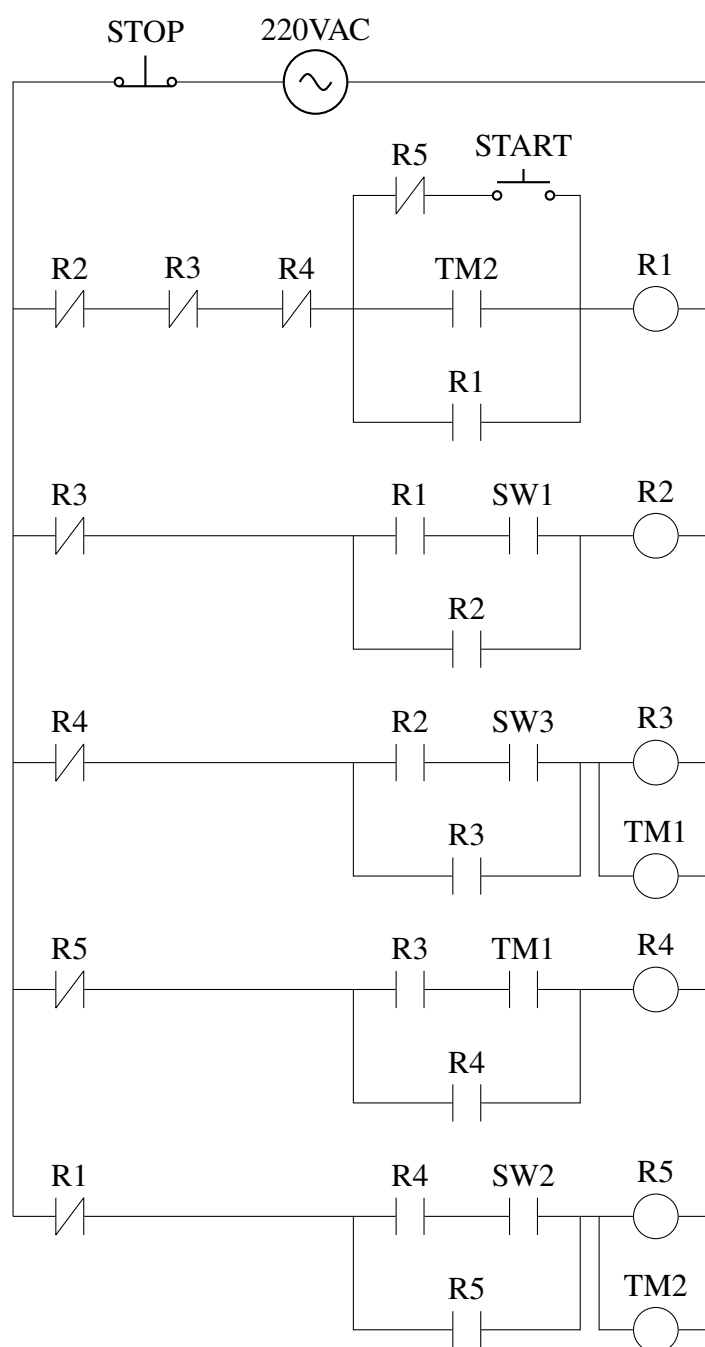 STOP 220VAC
R5 START
R2 R3 R4 TM2 R1
R1
R3 R1 SW1 R2
R2
R4 R2 SW3 R3
R3 TM1
R5 R3 TM1 R4
R4
R1 R4 SW2 R5
R5 TM2